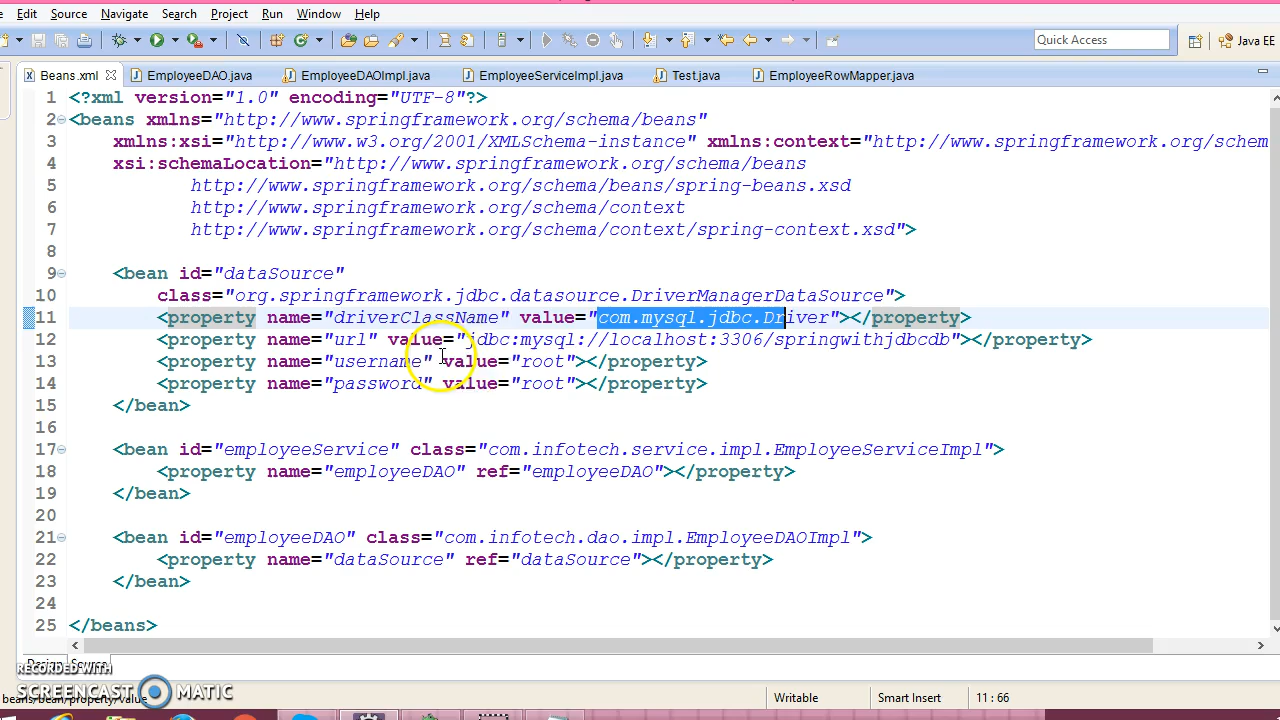 Edit Source Navigate Search Project Run Window Help
Quick Access Java EE
Beans.xml EmployeeDAO.java EmployeeDAOImpl.java EmployeeServiceImpl.java Test.java EmployeeRowMapper.java
1 <?xml version="1.0" encoding="UTF-8"?>
2 <beans xmlns="http://www.springframework.org/schema/beans"
3 xmlns:xsi="http://www.w3.org/2001/XMLSchema-instance" xmlns:context="http://www.springframework.org/schem
4 xsi:schemaLocation="http://www.springframework.org/schema/beans
5 http://www.springframework.org/schema/beans/spring-beans.xsd
6 http://www.springframework.org/schema/context
7 http://www.springframework.org/schema/context/spring-context.xsd">
8
9 <bean id="dataSource"
10 class="org.springframework.jdbc.datasource.DriverManagerDataSource">
11 <property name="driverClassName" value="com.mysql.jdbc.Driver"></property>
12 <property name="url" value="jdbc:mysql://localhost:3306/springwithjdbcdb"></property>
13 <property name="username" value="root"></property>
14 <property name="password" value="root"></property>
15 </bean>
16
17 <bean id="employeeService" class="com.infotech.service.impl.EmployeeServiceImpl">
18 <property name="employeeDAO" ref="employeeDAO"></property>
19 </bean>
20
21 <bean id="employeeDAO" class="com.infotech.dao.impl.EmployeeDAOImpl">
22 <property name="dataSource" ref="dataSource"></property>
23 </bean>
24
25 </beans>
Design Source
RECORDED WITH
SCREENCAST MATIC
beans/bean/property/value Writable Smart Insert 11 : 66